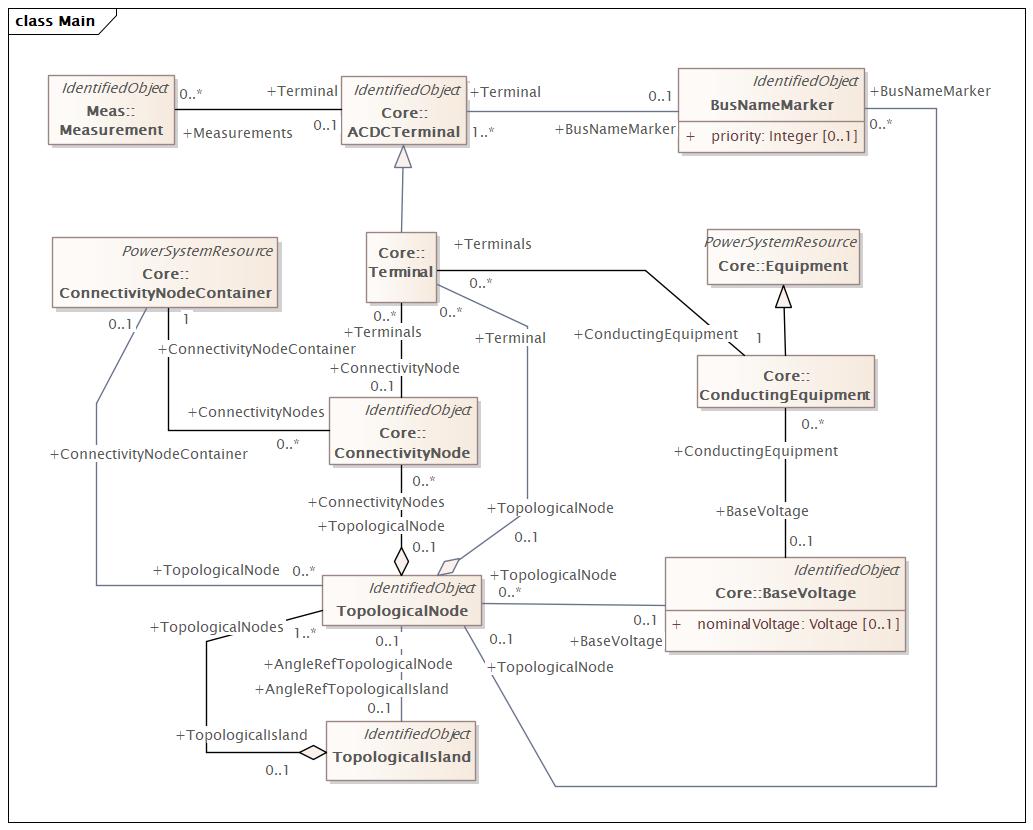 class Main
IdentifiedObject
Meas::
Measurement
0..*
+Measurements
+Terminal
0..1
IdentifiedObject
Core::
ACDCTerminal
+Terminal
1..*
0..1
+BusNameMarker
IdentifiedObject
BusNameMarker
+ priority: Integer [0..1]
+BusNameMarker
0..*
PowerSystemResource
Core::
ConnectivityNodeContainer
Core::
Terminal
+Terminals
0..*
PowerSystemResource
Core::Equipment
0..1
1
+ConnectivityNodeContainer
0..*
+Terminals
0..*
+Terminal
+ConductingEquipment
1
+ConnectivityNode
0..1
Core::
ConductingEquipment
+ConnectivityNodes
0..*
IdentifiedObject
Core::
ConnectivityNode
0..*
+ConductingEquipment
+ConnectivityNodeContainer
0..*
+ConnectivityNodes
+TopologicalNode
0..1
+TopologicalNode
0..1
+BaseVoltage
0..1
+TopologicalNode
0..*
IdentifiedObject
TopologicalNode
+TopologicalNode
0..*
IdentifiedObject
Core::BaseVoltage
+ nominalVoltage: Voltage [0..1]
0..1
+BaseVoltage
+TopologicalNodes
1..*
0..1
+AngleRefTopologicalNode
0..1
+TopologicalNode
+AngleRefTopologicalIsland
0..1
+TopologicalIsland
0..1
IdentifiedObject
TopologicalIsland